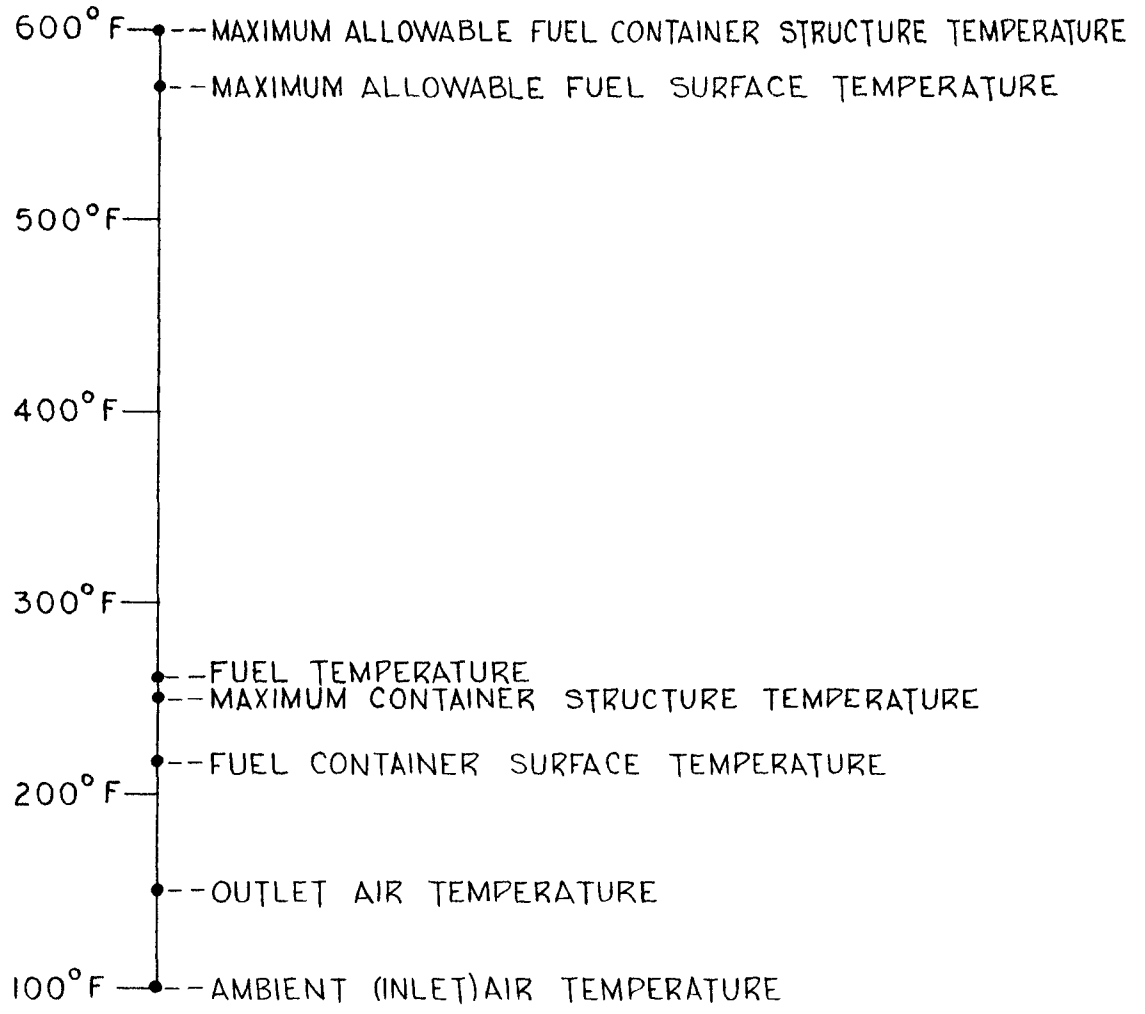 600°F MAXIMUM ALLOWABLE FUEL CONTAINER STRUCTURE TEMPERATURE
MAXIMUM ALLOWABLE FUEL SURFACE TEMPERATURE
500°F
400°F
300°F
FUEL TEMPERATURE
MAXIMUM CONTAINER STRUCTURE TEMPERATURE
FUEL CONTAINER SURFACE TEMPERATURE
200°F
OUTLET AIR TEMPERATURE
100°F AMBIENT (INLET) AIR TEMPERATURE